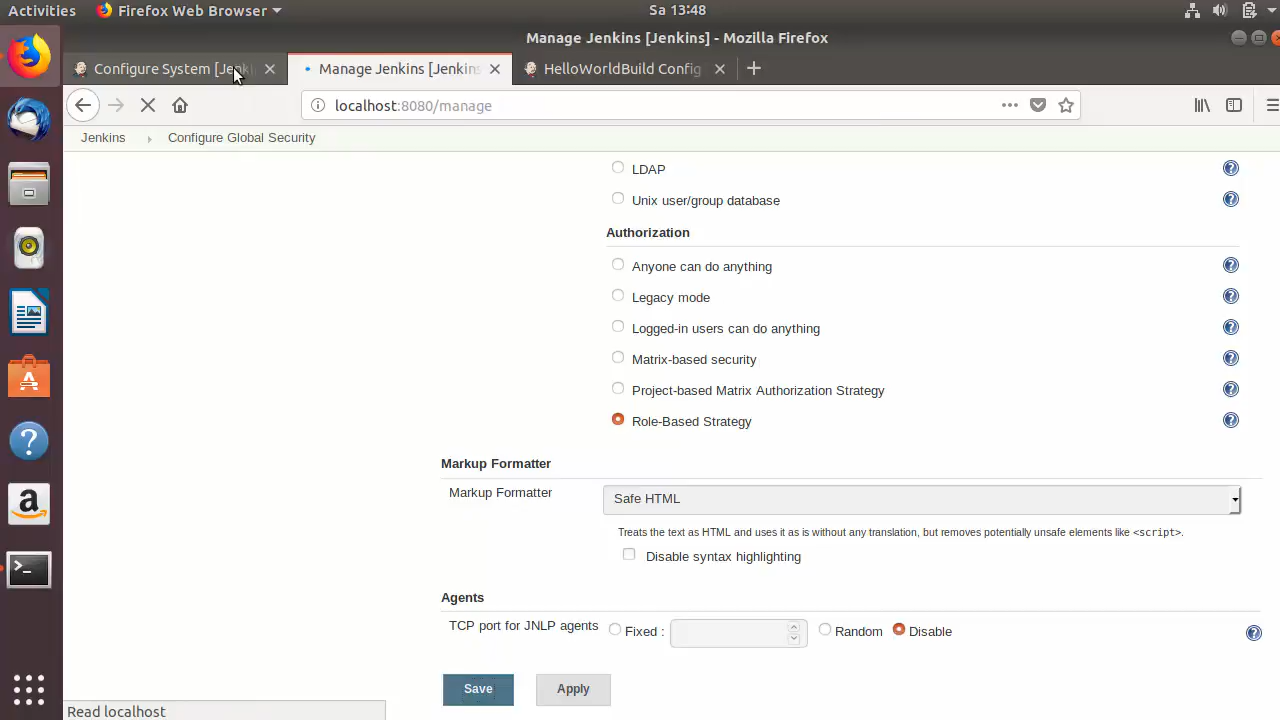 Activities Firefox Web Browser Sa 13:48
Manage Jenkins [Jenkins] - Mozilla Firefox
Configure System [Jenki Manage Jenkins [Jenkins HelloWorldBuild Config
localhost:8080/manage
Jenkins Configure Global Security
LDAP
Unix user/group database
Authorization
Anyone can do anything
Legacy mode
Logged-in users can do anything
Matrix-based security
Project-based Matrix Authorization Strategy
Role-Based Strategy
Markup Formatter
Markup Formatter Safe HTML
Treats the text as HTML and uses it as is without any translation, but removes potentially unsafe elements like <script>.
Disable syntax highlighting
Agents
TCP port for JNLP agents Fixed : Random Disable
Save Apply
Read localhost